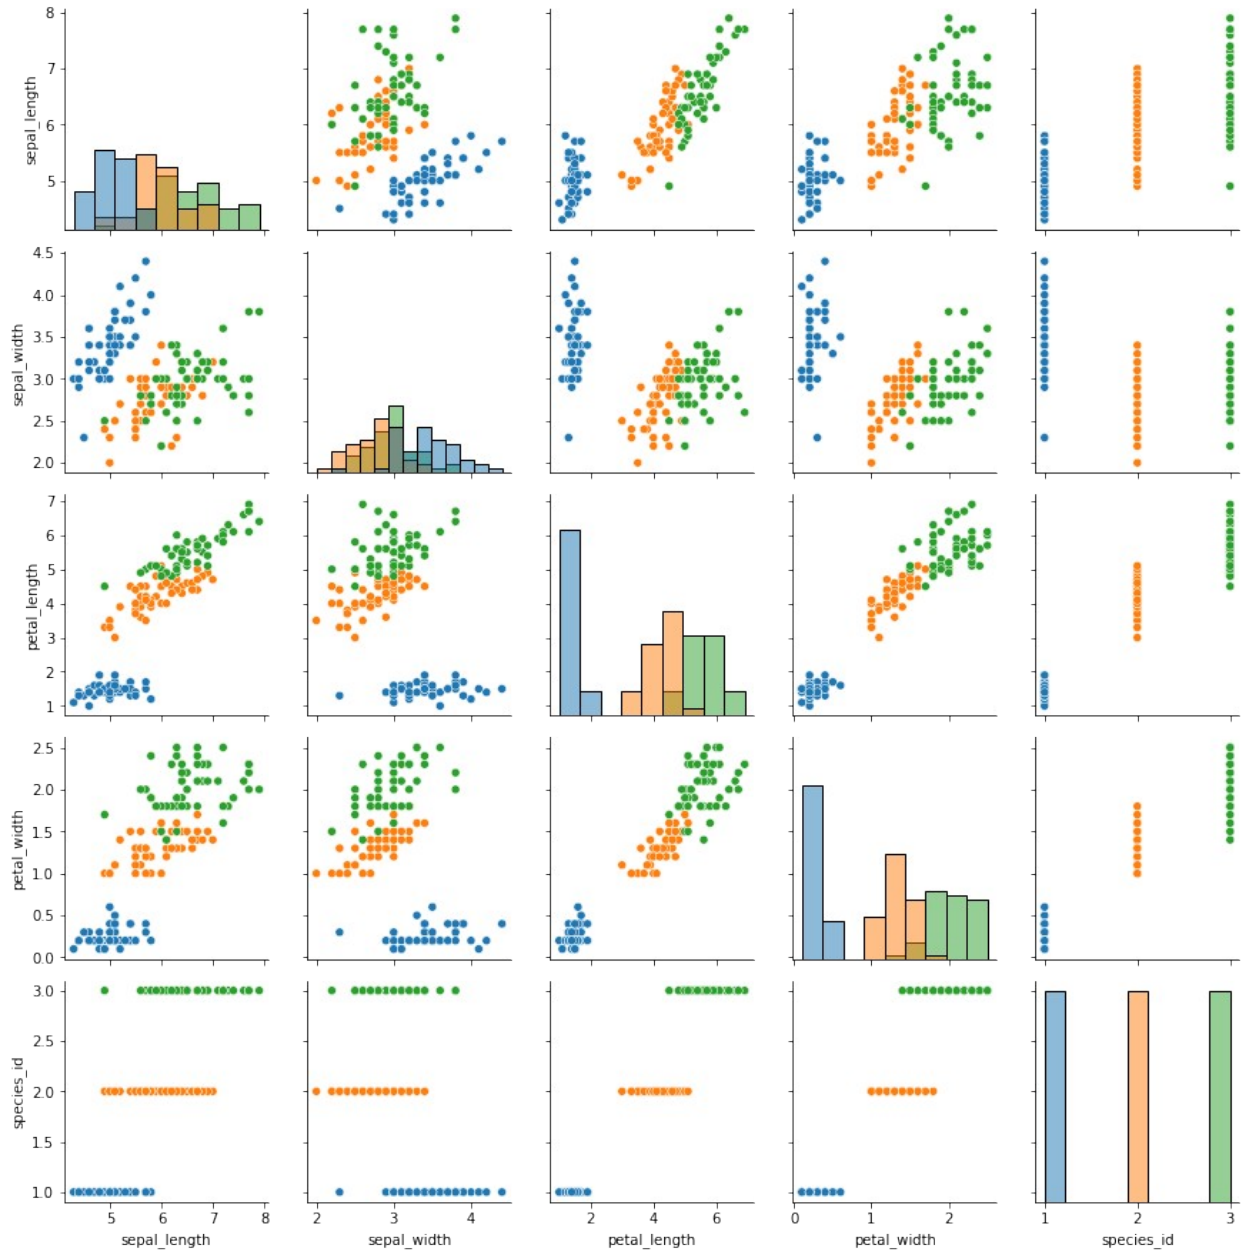 8
7
6
5
sepal_length
4.5
4.0
3.5
3.0
2.5
2.0
sepal_width
7
6
5
4
3
2
1
petal_length
2.5
2.0
1.5
1.0
0.5
0.0
petal_width
3.0
2.5
2.0
1.5
1.0
species_id
5 6 7 8
2 3 4
2 4 6
0 1 2
1 2 3
sepal_length sepal_width petal_length petal_width species_id